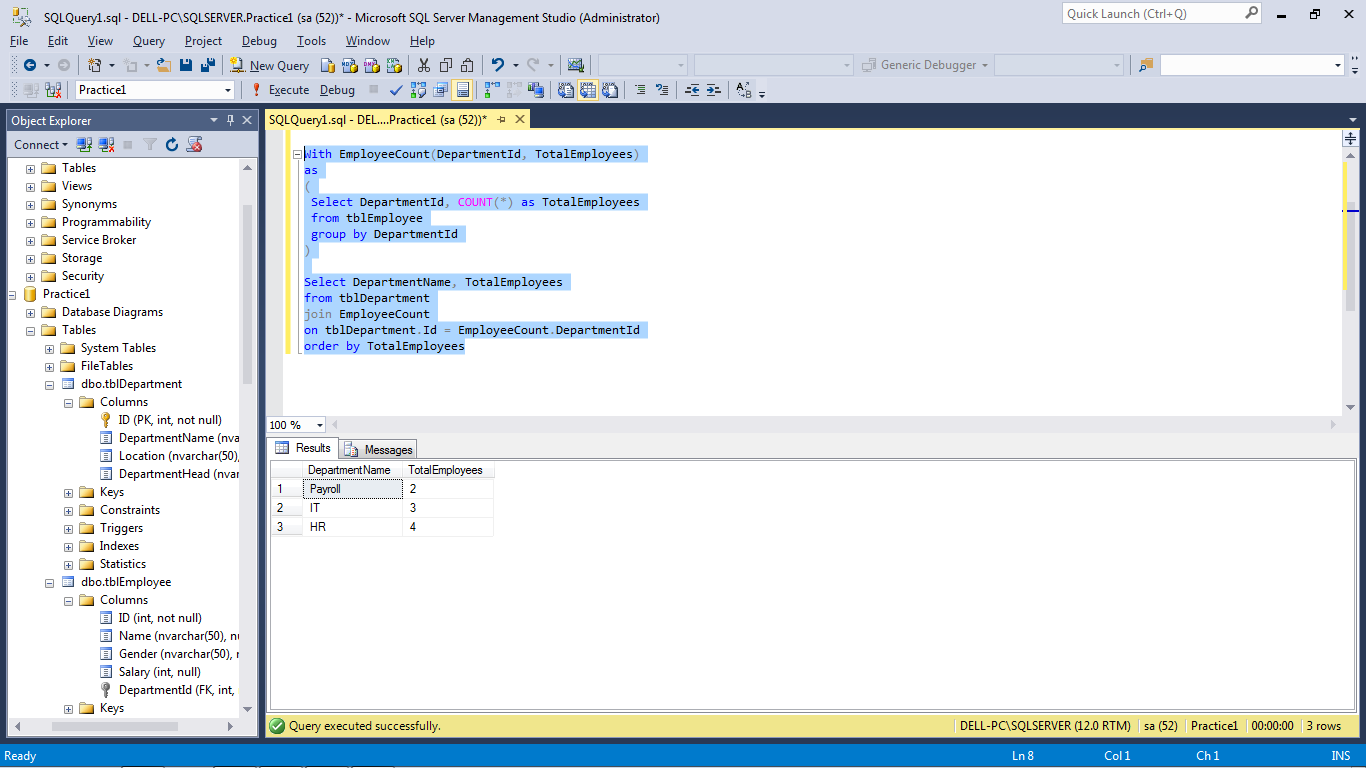 SQLQuery1.sql - DELL-PC\SQLSERVER.Practice1 (sa (52))* - Microsoft SQL Server Management Studio (Administrator)
Quick Launch (Ctrl+Q)
File Edit View Query Project Debug Tools Window Help
New Query
Generic Debugger
Practice1
Execute Debug
Object Explorer
Connect
Tables
Views
Synonyms
Programmability
Service Broker
Storage
Security
Practice1
Database Diagrams
Tables
System Tables
FileTables
dbo.tblDepartment
Columns
ID (PK, int, not null)
DepartmentName (nva
Location (nvarchar(50),
DepartmentHead (nvar
Keys
Constraints
Triggers
Indexes
Statistics
dbo.tblEmployee
Columns
ID (int, not null)
Name (nvarchar(50), nu
Gender (nvarchar(50), n
Salary (int, null)
DepartmentId (FK, int,
Keys
SQLQuery1.sql - DEL....Practice1 (sa (52))*
With EmployeeCount(DepartmentId, TotalEmployees)
as
(
Select DepartmentId, COUNT(*) as TotalEmployees
from tblEmployee
group by DepartmentId
)
Select DepartmentName, TotalEmployees
from tblDepartment
join EmployeeCount
on tblDepartment.Id = EmployeeCount.DepartmentId
order by TotalEmployees
100 %
Results Messages
DepartmentName TotalEmployees
1 Payroll 2
2 IT 3
3 HR 4
Query executed successfully.
DELL-PC\SQLSERVER (12.0 RTM) sa (52) Practice1 00:00:00 3 rows
Ready Ln 8 Col 1 Ch 1 INS